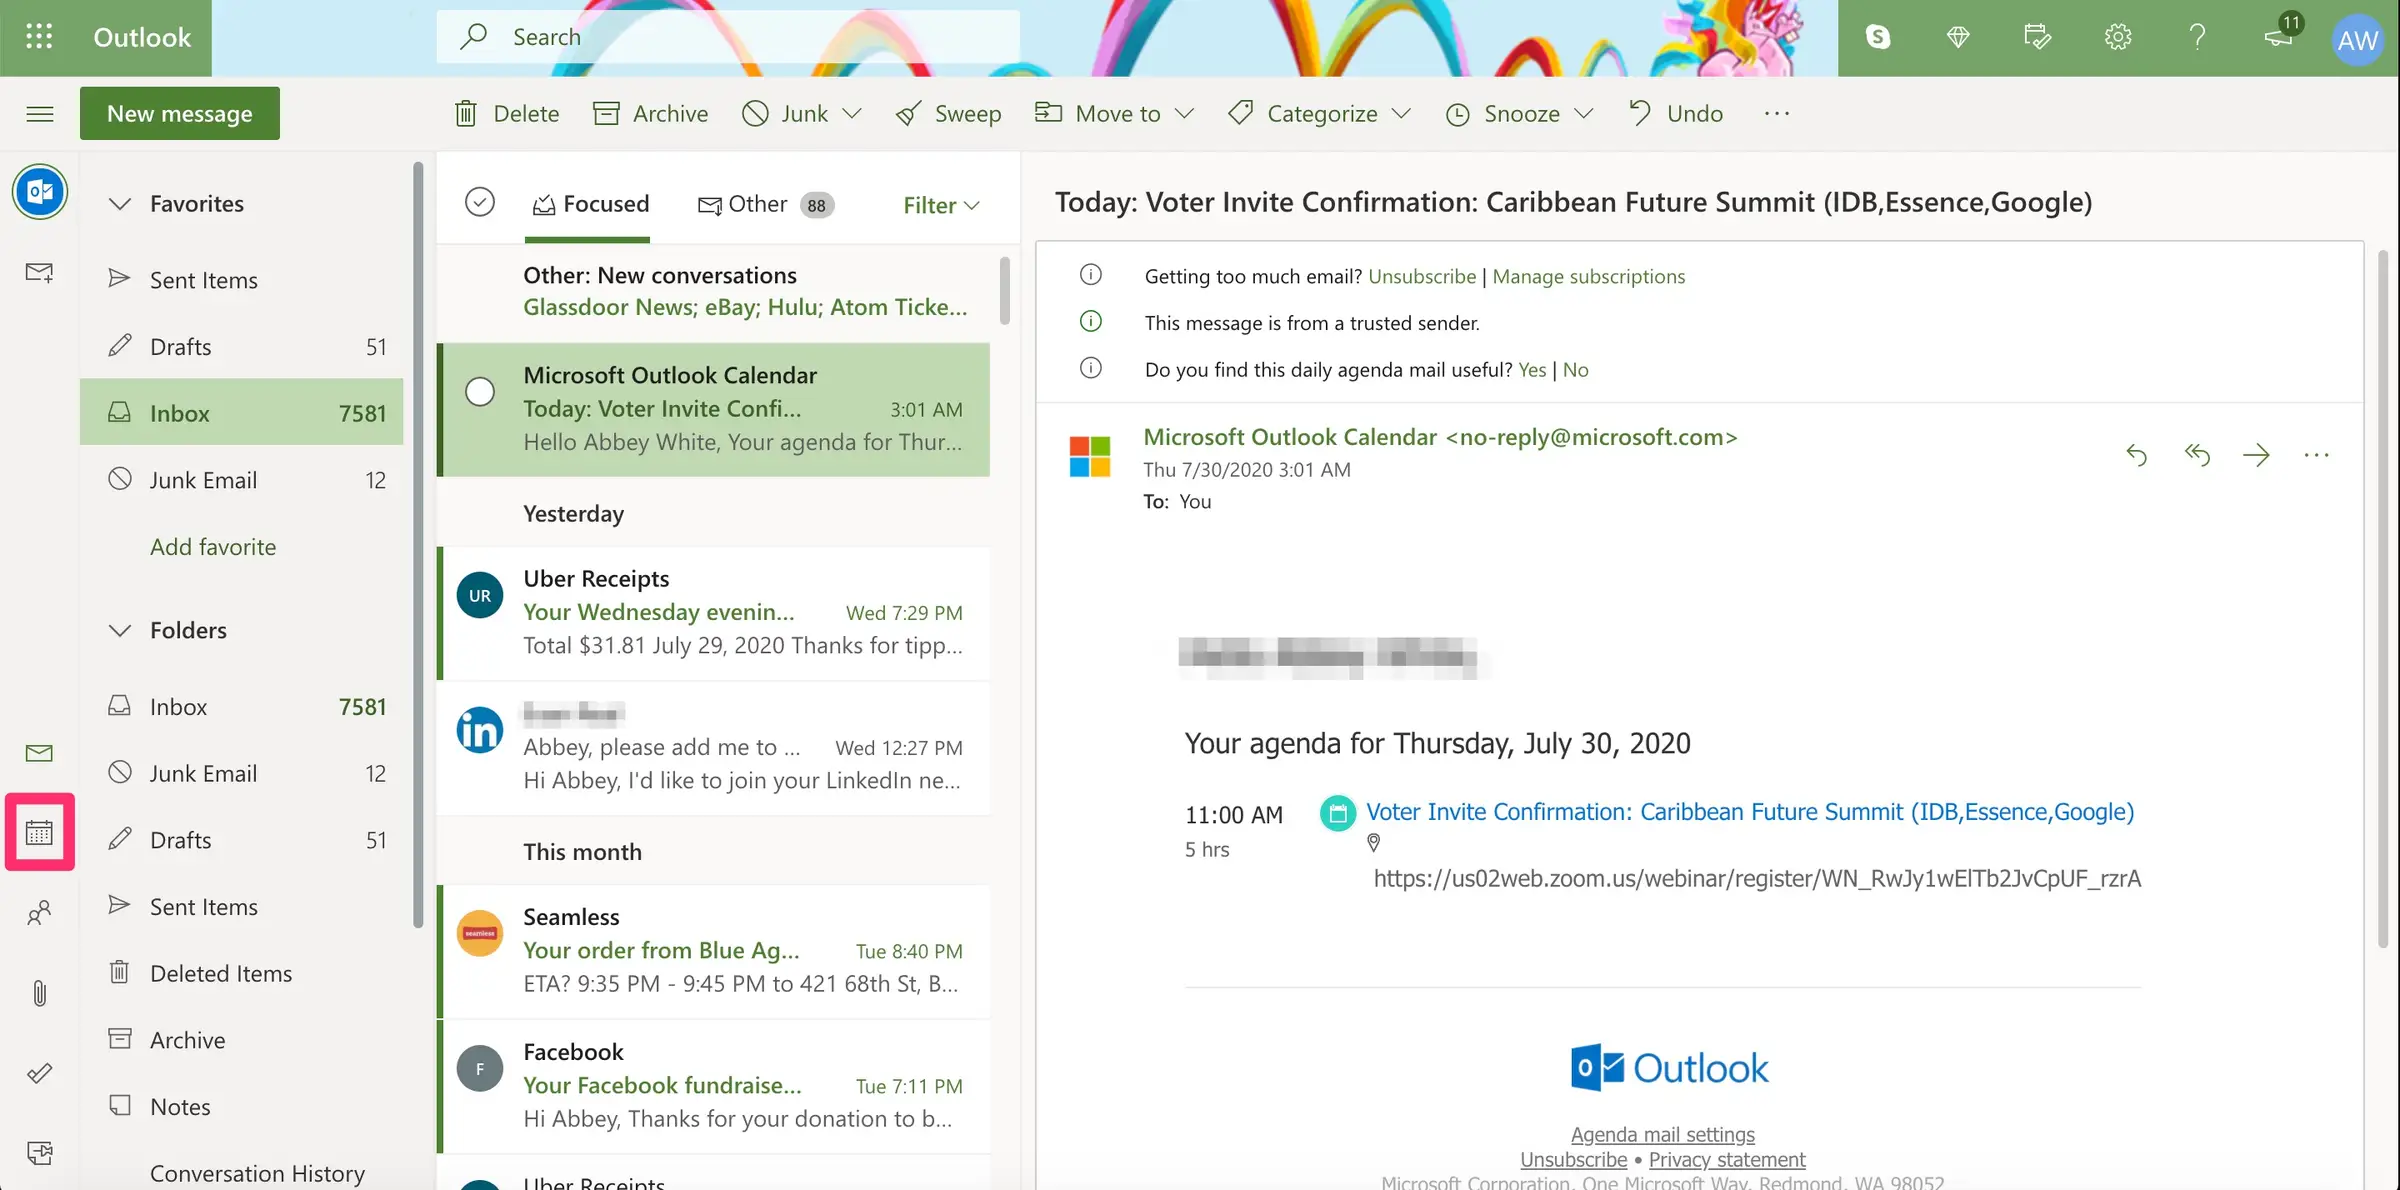 Outlook
Search
11
AW
New message
Delete
Archive
Junk
Sweep
Move to
Categorize
Snooze
Undo
Favorites
Sent Items
Drafts 51
Inbox 7581
Junk Email 12
Add favorite
Folders
Inbox 7581
Junk Email 12
Drafts 51
Sent Items
Deleted Items
Archive
Notes
Conversation History
Focused
Other 88
Filter
Other: New conversations
Glassdoor News; eBay; Hulu; Atom Ticke...
Microsoft Outlook Calendar
Today: Voter Invite Confi... 3:01 AM
Hello Abbey White, Your agenda for Thur...
Yesterday
UR
Uber Receipts
Your Wednesday evenin... Wed 7:29 PM
Total $31.81 July 29, 2020 Thanks for tipp...
in
Abbey, please add me to ... Wed 12:27 PM
Hi Abbey, I'd like to join your LinkedIn ne...
This month
seamless
Seamless
Your order from Blue Ag... Tue 8:40 PM
ETA? 9:35 PM - 9:45 PM to 421 68th St, B...
F
Facebook
Your Facebook fundraise... Tue 7:11 PM
Hi Abbey, Thanks for your donation to b...
Uber Receipts
Today: Voter Invite Confirmation: Caribbean Future Summit (IDB,Essence,Google)
Getting too much email? Unsubscribe | Manage subscriptions
This message is from a trusted sender.
Do you find this daily agenda mail useful? Yes | No
Microsoft Outlook Calendar <no-reply@microsoft.com>
Thu 7/30/2020 3:01 AM
To: You
Your agenda for Thursday, July 30, 2020
11:00 AM
5 hrs
Voter Invite Confirmation: Caribbean Future Summit (IDB,Essence,Google)
https://us02web.zoom.us/webinar/register/WN_RwJy1wElTb2JvCpUF_rzrA
Outlook
Agenda mail settings
Unsubscribe • Privacy statement
Microsoft Corporation, One Microsoft Way, Redmond, WA 98052